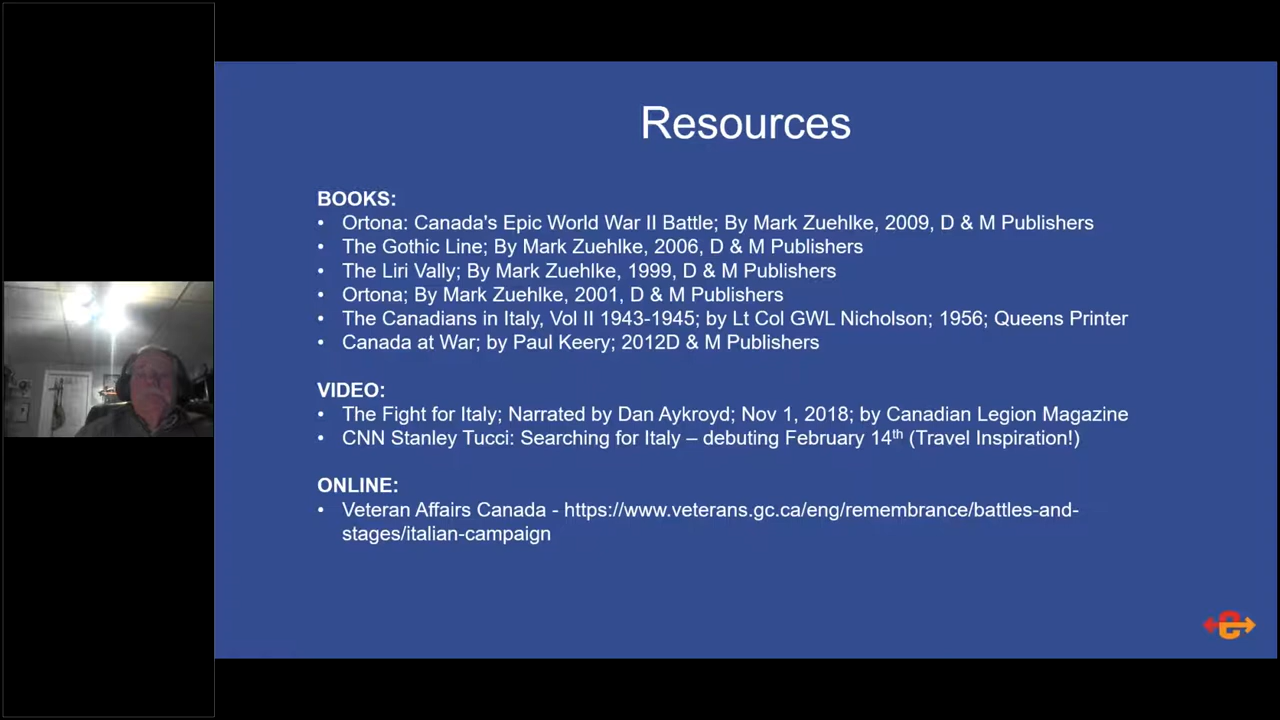 Resources
BOOKS:
• Ortona: Canada's Epic World War II Battle; By Mark Zuehlke, 2009, D & M Publishers
• The Gothic Line; By Mark Zuehlke, 2006, D & M Publishers
• The Liri Vally; By Mark Zuehlke, 1999, D & M Publishers
• Ortona; By Mark Zuehlke, 2001, D & M Publishers
• The Canadians in Italy, Vol II 1943-1945; by Lt Col GWL Nicholson; 1956; Queens Printer
• Canada at War; by Paul Keery; 2012D & M Publishers
VIDEO:
• The Fight for Italy; Narrated by Dan Aykroyd; Nov 1, 2018; by Canadian Legion Magazine
• CNN Stanley Tucci: Searching for Italy – debuting February 14th (Travel Inspiration!)
ONLINE:
• Veteran Affairs Canada - https://www.veterans.gc.ca/eng/remembrance/battles-and-
stages/italian-campaign
e